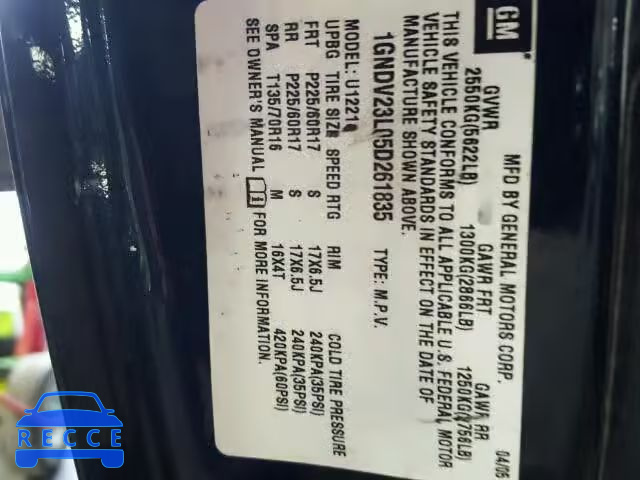 GM
MFD BY GENERAL MOTORS CORP. 04/05
GVWR GAWR FRT GAWR RR
2550KG(5622LB) 1300KG(2866LB) 1250KG(2756LB)
THIS VEHICLE CONFORMS TO ALL APPLICABLE U.S. FEDERAL MOTOR
VEHICLE SAFETY STANDARDS IN EFFECT ON THE DATE OF
MANUFACTURE SHOWN ABOVE.
1GNDV23L05D261835 TYPE: M.P.V.
MODEL: U12210
UPBG TIRE SIZE SPEED RTG RIM COLD TIRE PRESSURE
FRT P225/60R17 S 17X6.5J 240KPA(35PSI)
RR P225/60R17 S 17X6.5J 240KPA(35PSI)
SPA T135/70R16 M 16X4T 420KPA(60PSI)
SEE OWNER'S MANUAL FOR MORE INFORMATION.
RECCE